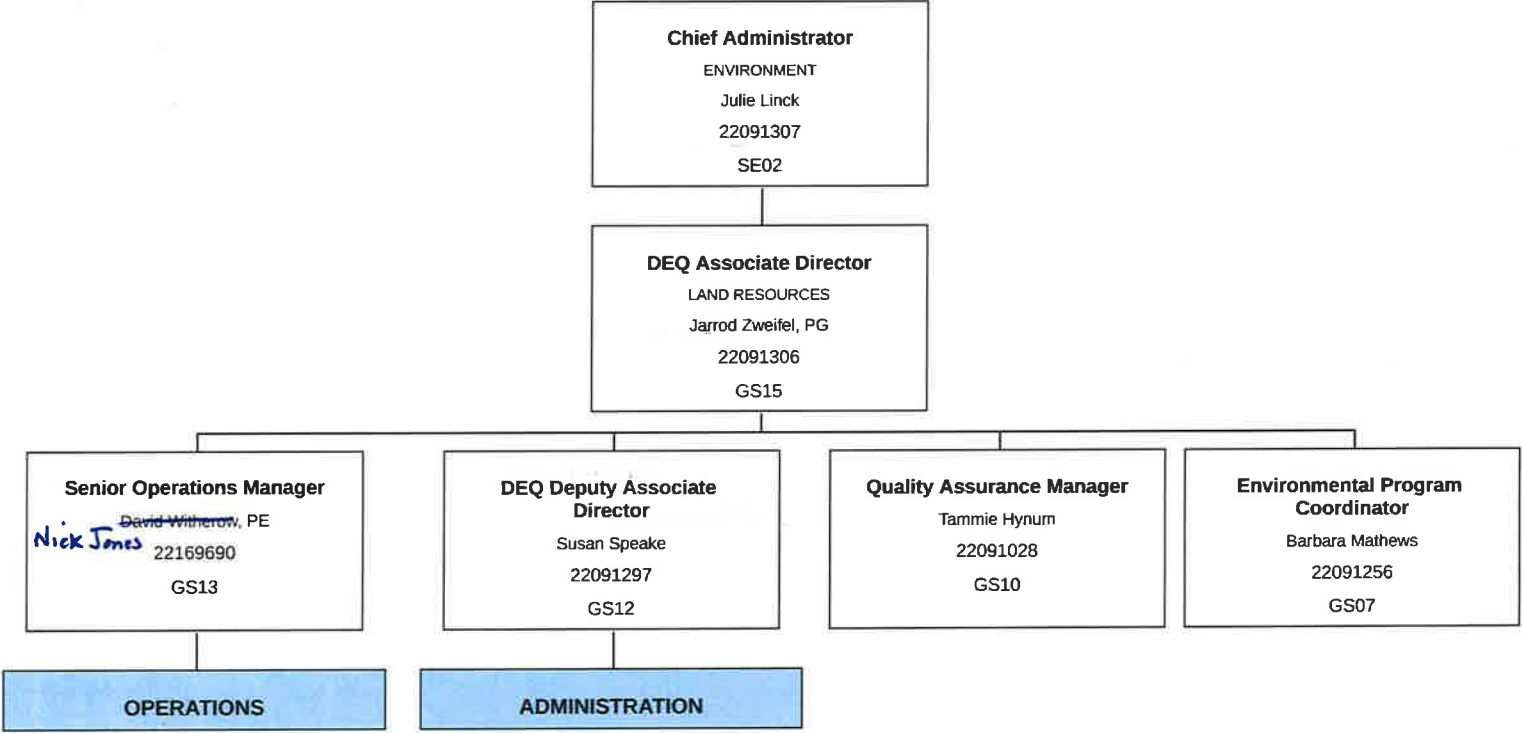 Chief Administrator
ENVIRONMENT
Julie Linck
22091307
SE02
DEQ Associate Director
LAND RESOURCES
Jarrod Zweifel, PG
22091306
GS15
Senior Operations Manager
David Witherow, PE
Nick Jones
22169690
GS13
DEQ Deputy Associate
Director
Susan Speake
22091297
GS12
Quality Assurance Manager
Tammie Hynum
22091028
GS10
Environmental Program
Coordinator
Barbara Mathews
22091256
GS07
OPERATIONS
ADMINISTRATION